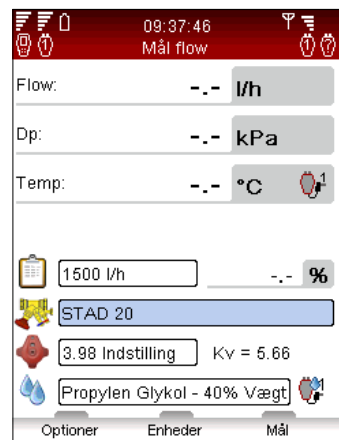 09:37:46
Mål flow
Flow: -.- l/h
Dp: -.- kPa
Temp: -.- °C
1500 l/h -.- %
STAD 20
3.98 Indstilling Kv = 5.66
Propylen Glykol - 40% Vægt
Optioner Enheder Mål